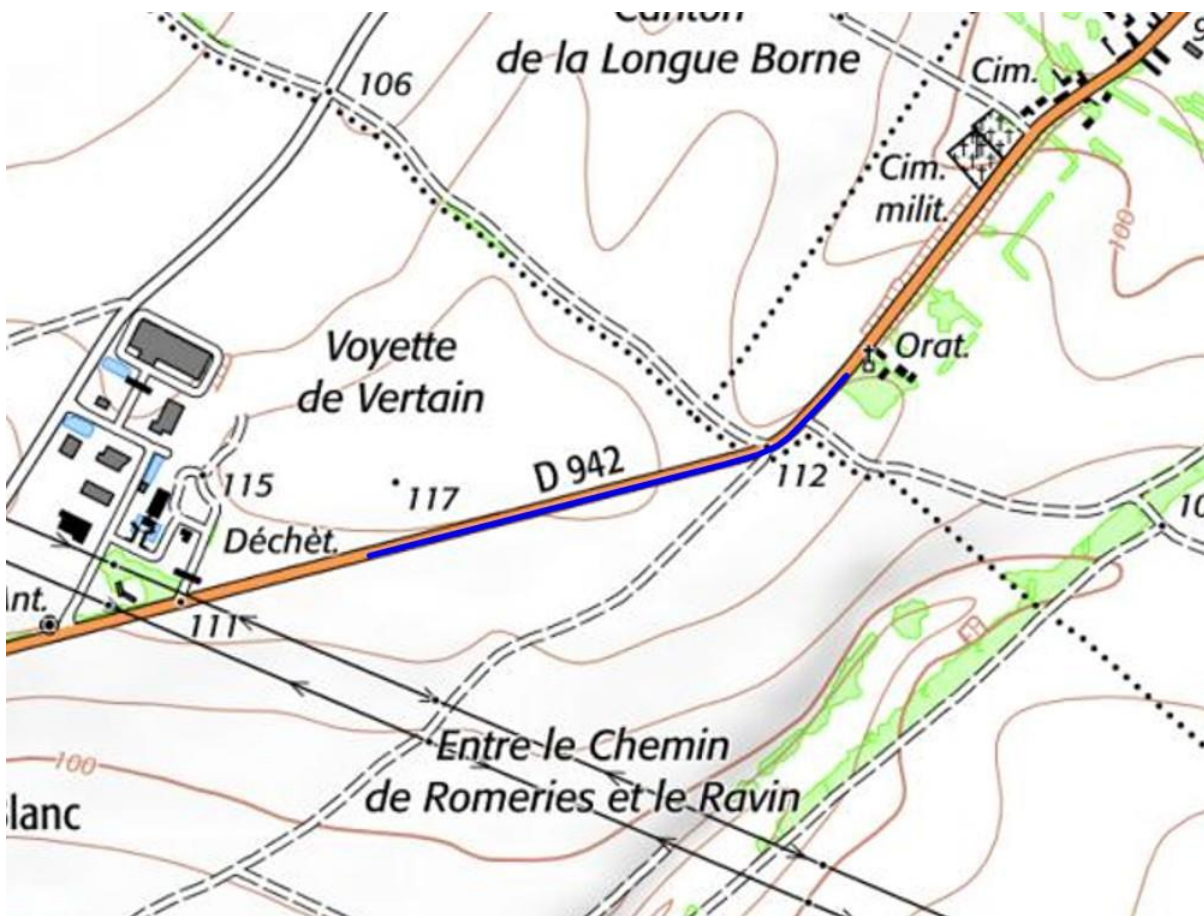 Canton
de la Longue Borne
106
Cim.
Cim.
milit.
100
Orat.
Voyette
de Vertain
D 942
112
117
115
Déchèt.
111
Entre le Chemin
de Romeries et le Ravin
100